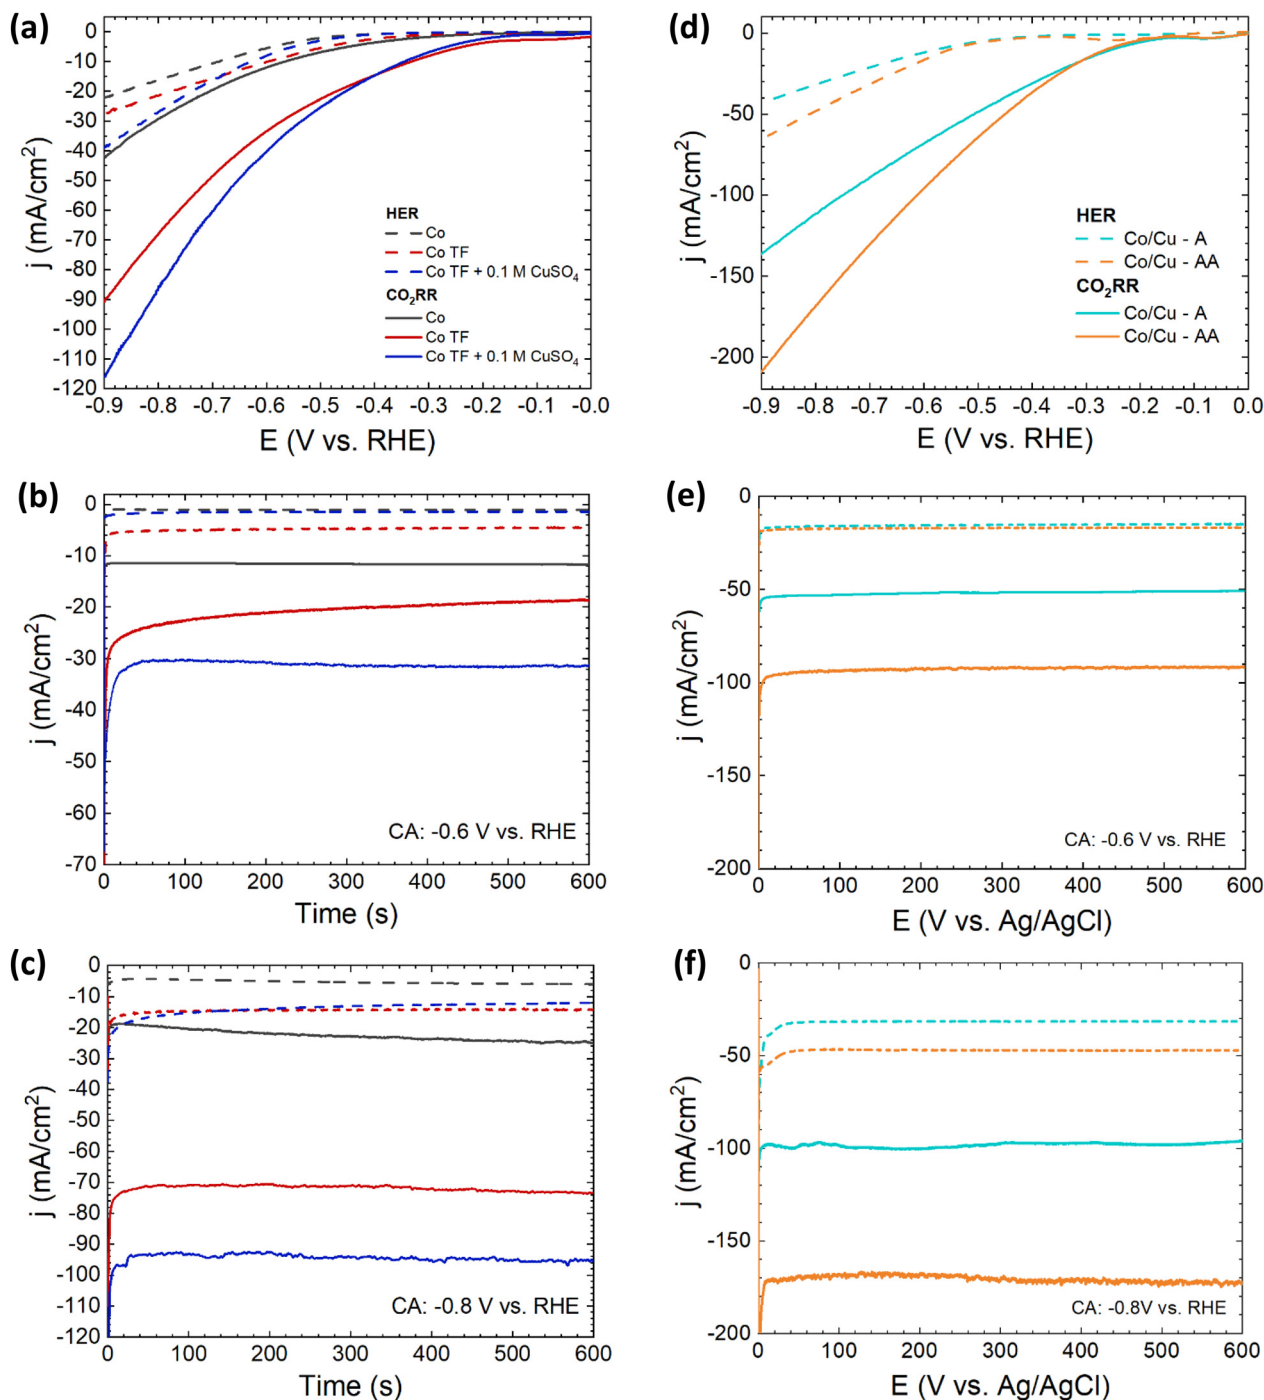 (a)
0
-10
-20
-30
-40
-50
-60
-70
-80
-90
-100
-110
-120
j (mA/cm²)
HER
Co
Co TF
Co TF + 0.1 M CuSO₄
CO₂RR
Co
Co TF
Co TF + 0.1 M CuSO₄
-0.9 -0.8 -0.7 -0.6 -0.5 -0.4 -0.3 -0.2 -0.1 -0.0
E (V vs. RHE)
(d)
0
-50
-100
-150
-200
j (mA/cm²)
HER
Co/Cu - A
Co/Cu - AA
CO₂RR
Co/Cu - A
Co/Cu - AA
-0.9 -0.8 -0.7 -0.6 -0.5 -0.4 -0.3 -0.2 -0.1 0.0
E (V vs. RHE)
(b)
0
-10
-20
-30
-40
-50
-60
-70
j (mA/cm²)
CA: -0.6 V vs. RHE
0 100 200 300 400 500 600
Time (s)
(e)
0
-50
-100
-150
-200
j (mA/cm²)
CA: -0.6 V vs. RHE
0 100 200 300 400 500 600
E (V vs. Ag/AgCl)
(c)
0
-10
-20
-30
-40
-50
-60
-70
-80
-90
-100
-110
-120
j (mA/cm²)
CA: -0.8 V vs. RHE
0 100 200 300 400 500 600
Time (s)
(f)
0
-50
-100
-150
-200
j (mA/cm²)
CA: -0.8V vs. RHE
0 100 200 300 400 500 600
E (V vs. Ag/AgCl)